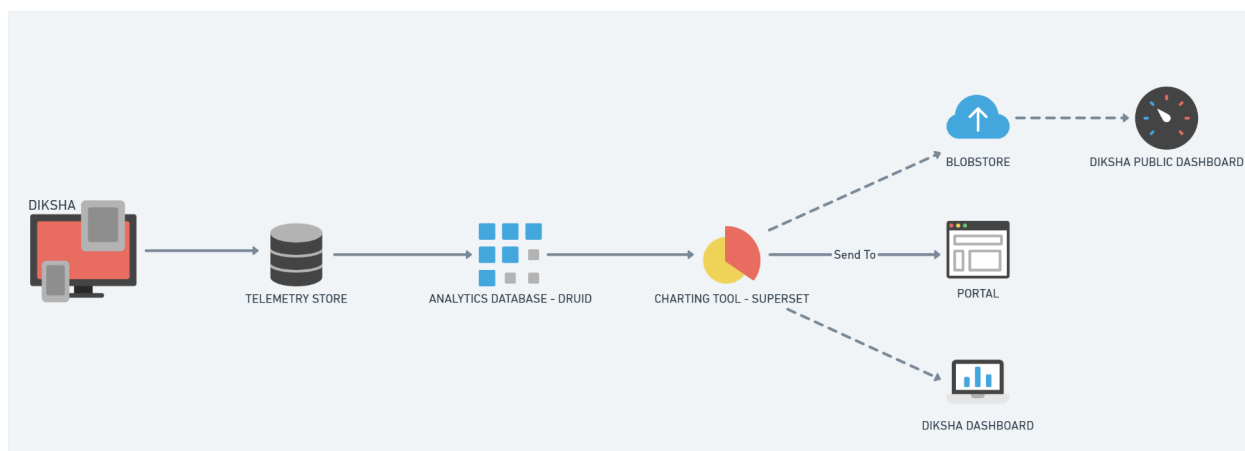 DIKSHA
TELEMETRY STORE
ANALYTICS DATABASE - DRUID
CHARTING TOOL - SUPERSET
BLOBSTORE
DIKSHA PUBLIC DASHBOARD
Send To
PORTAL
DIKSHA DASHBOARD